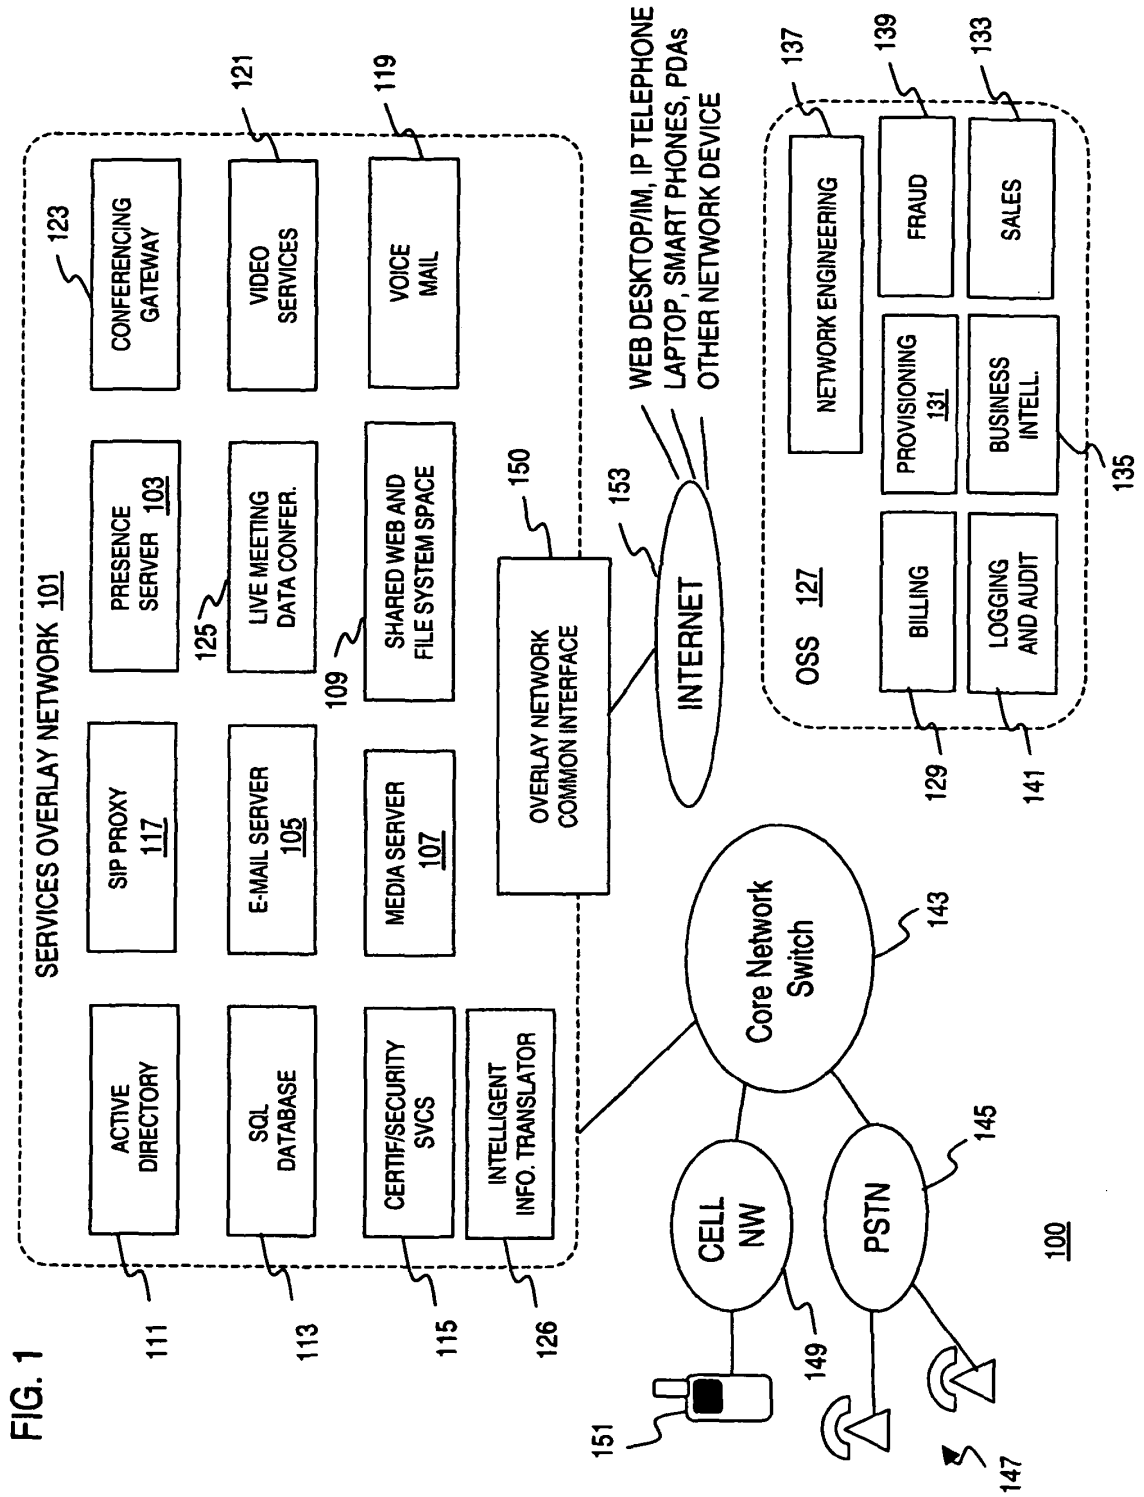 FIG. 1
SERVICES OVERLAY NETWORK 101
111
ACTIVE
DIRECTORY
SIP PROXY
117
PRESENCE
SERVER 103
CONFERENCING
GATEWAY
123
113
SQL
DATABASE
E-MAIL SERVER
105
125
LIVE MEETING
DATA CONFER.
VIDEO
SERVICES
121
115
CERTIF/SECURITY
SVCS
MEDIA SERVER
107
109
SHARED WEB AND
FILE SYSTEM SPACE
VOICE
MAIL
119
126
INTELLIGENT
INFO. TRANSLATOR
OVERLAY NETWORK
COMMON INTERFACE
150
151
CELL
NW
149
Core Network
Switch
143
INTERNET
153
WEB DESKTOP/IM, IP TELEPHONE
LAPTOP, SMART PHONES, PDAs
OTHER NETWORK DEVICE
PSTN
145
147
OSS 127
NETWORK ENGINEERING
137
129
BILLING
PROVISIONING
131
FRAUD
139
141
LOGGING
AND AUDIT
BUSINESS
INTELL.
135
SALES
133
100